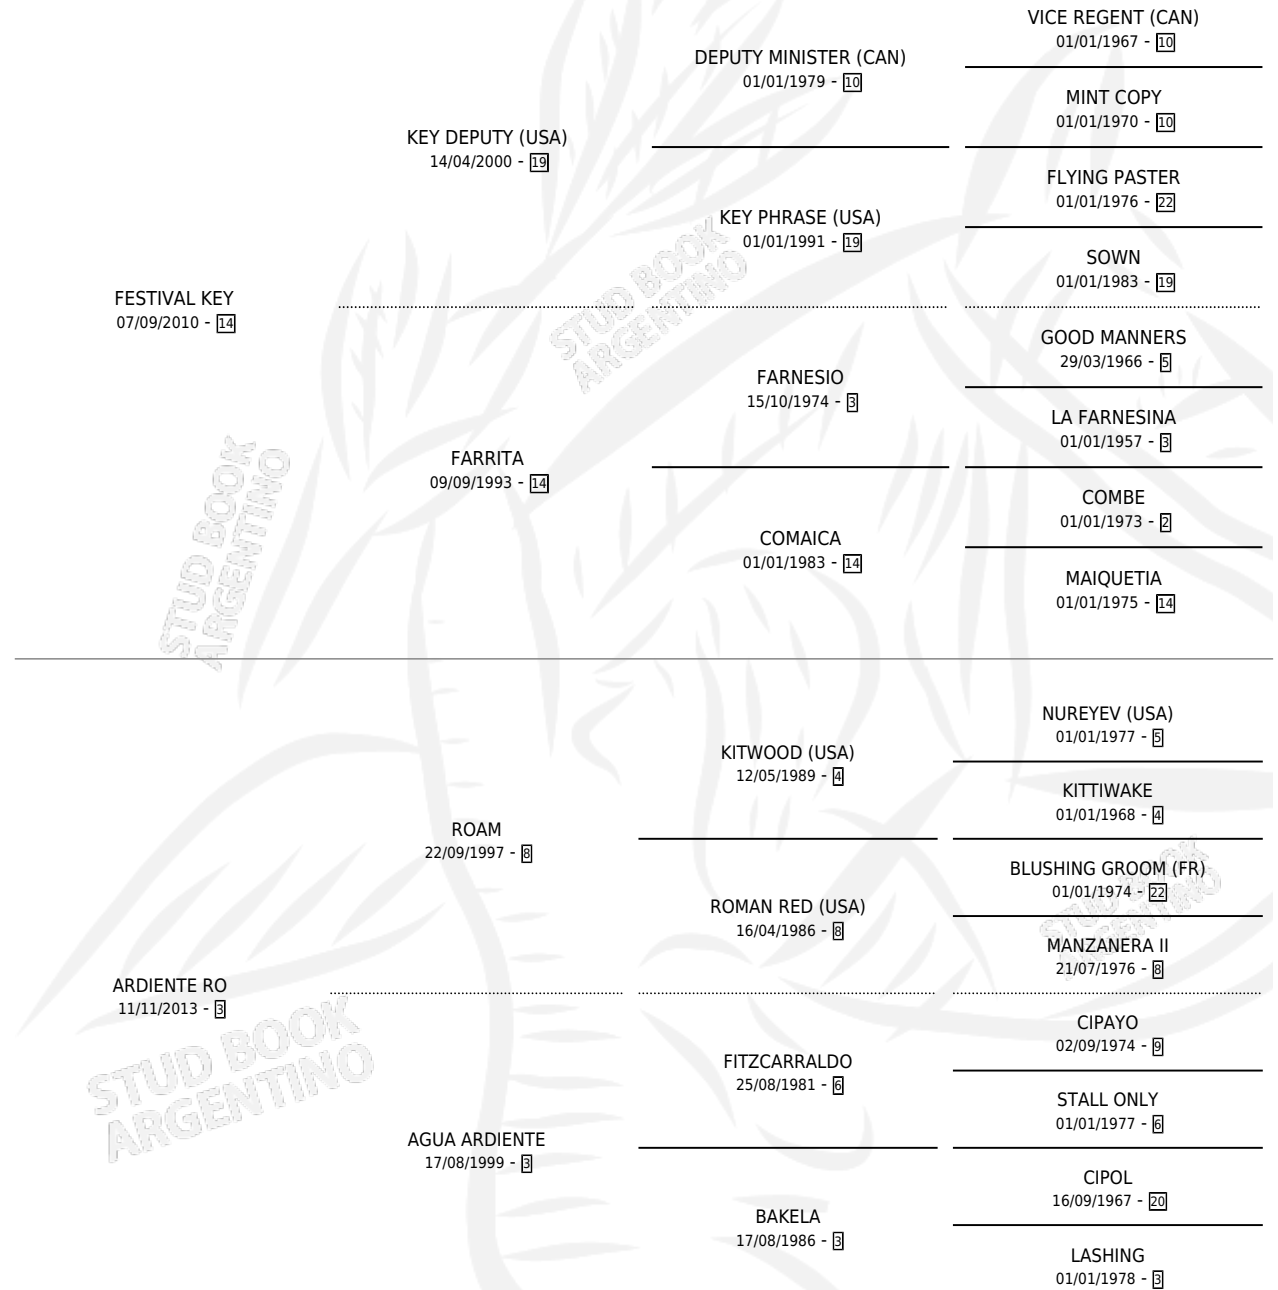 VICE REGENT (CAN)
01/01/1967 - 10
DEPUTY MINISTER (CAN)
01/01/1979 - 10
MINT COPY
01/01/1970 - 10
KEY DEPUTY (USA)
14/04/2000 - 19
FLYING PASTER
01/01/1976 - 22
KEY PHRASE (USA)
01/01/1991 - 19
SOWN
01/01/1983 - 19
FESTIVAL KEY
07/09/2010 - 14
GOOD MANNERS
29/03/1966 - 5
FARNESIO
15/10/1974 - 3
LA FARNESINA
01/01/1957 - 3
FARRITA
09/09/1993 - 14
COMBE
01/01/1973 - 2
COMAICA
01/01/1983 - 14
MAIQUETIA
01/01/1975 - 14
STUD BOOK
ARGENTINO
STUD BOOK
ARGENTINO
NUREYEV (USA)
01/01/1977 - 5
KITWOOD (USA)
12/05/1989 - 4
KITTIWAKE
01/01/1968 - 4
ROAM
22/09/1997 - 8
BLUSHING GROOM (FR)
01/01/1974 - 22
ROMAN RED (USA)
16/04/1986 - 8
MANZANERA II
21/07/1976 - 8
ARDIENTE RO
11/11/2013 - 3
CIPAYO
02/09/1974 - 9
FITZCARRALDO
25/08/1981 - 6
STALL ONLY
01/01/1977 - 6
AGUA ARDIENTE
17/08/1999 - 3
CIPOL
16/09/1967 - 20
BAKELA
17/08/1986 - 3
LASHING
01/01/1978 - 3
STUD BOOK
ARGENTINO
STUD BOOK
ARGENTINO